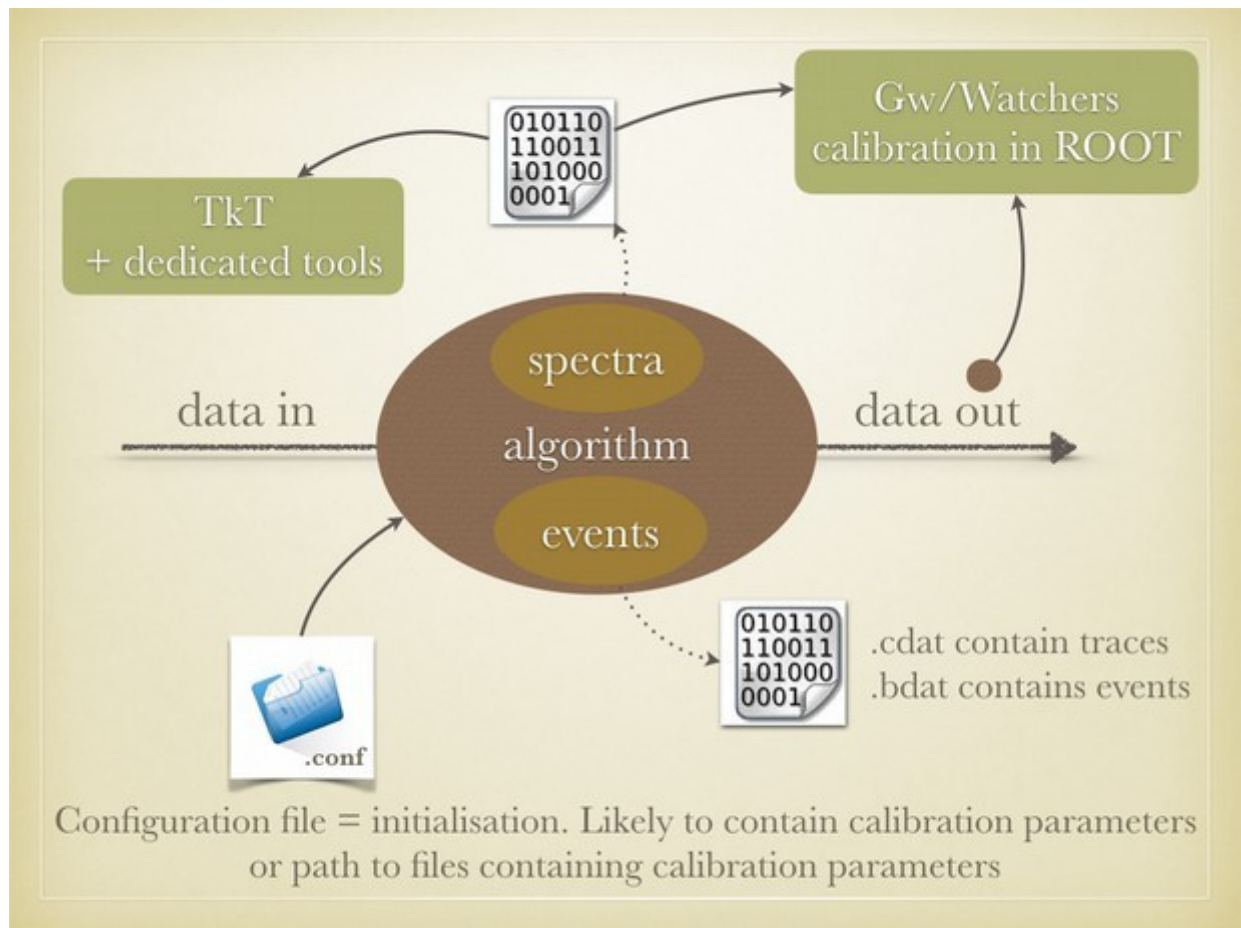 010110
110011
101000
0001
Gw/Watchers
calibration in ROOT
TkT
+ dedicated tools
spectra
data in
data out
algorithm
events
010110
110011
101000
0001
.cdat contain traces
.bdat contains events
.conf
Configuration file = initialisation. Likely to contain calibration parameters
or path to files containing calibration parameters